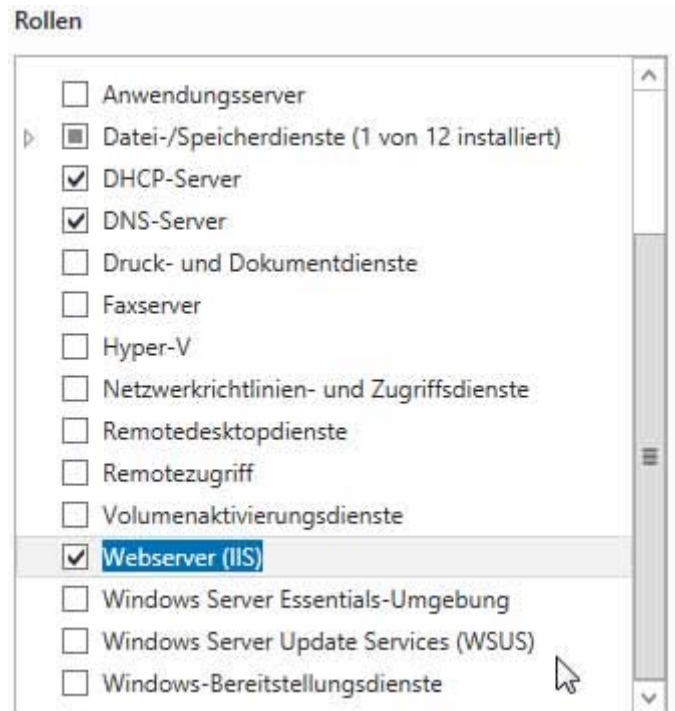 Rollen
Anwendungsserver
Datei-/Speicherdienste (1 von 12 installiert)
DHCP-Server
DNS-Server
Druck- und Dokumentdienste
Faxserver
Hyper-V
Netzwerkrichtlinien- und Zugriffsdienste
Remotedesktopdienste
Remotezugriff
Volumenaktivierungsdienste
Webserver (IIS)
Windows Server Essentials-Umgebung
Windows Server Update Services (WSUS)
Windows-Bereitstellungsdienste